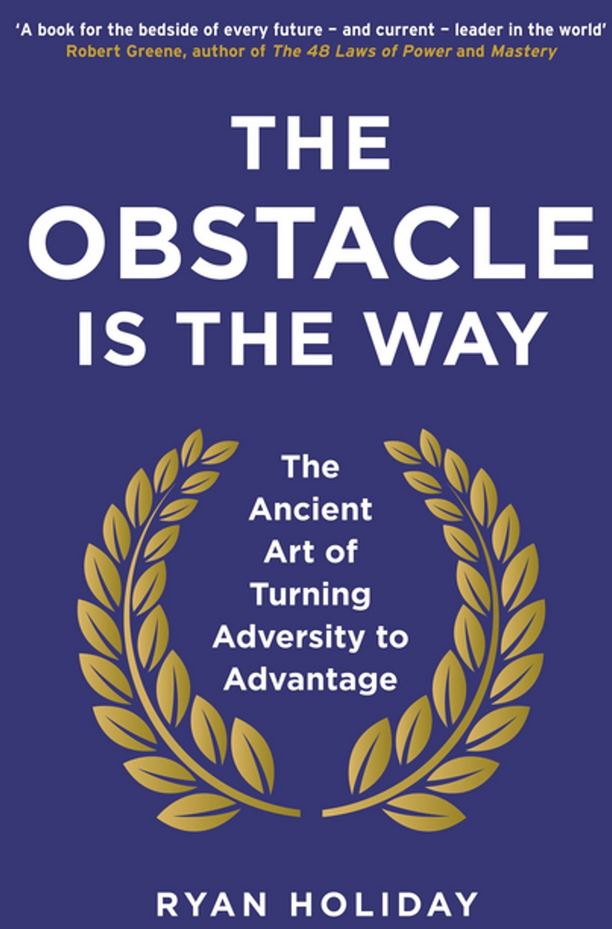 ‘A book for the bedside of every future – and current – leader in the world’
Robert Greene, author of The 48 Laws of Power and Mastery
THE
OBSTACLE
IS THE WAY
The
Ancient
Art of
Turning
Adversity to
Advantage
RYAN HOLIDAY